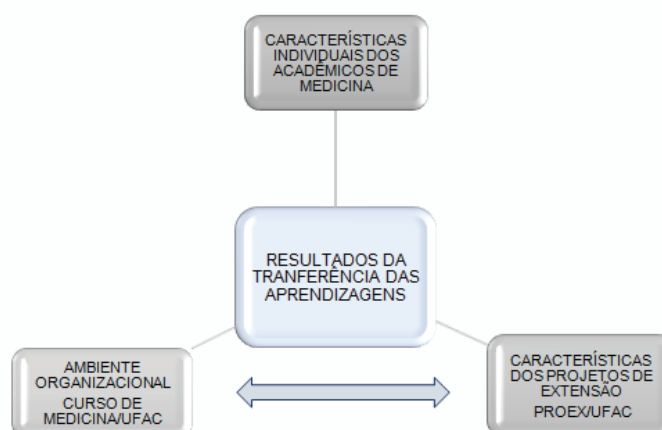 CARACTERÍSTICAS
INDIVIDUAIS DOS
ACADÊMICOS DE
MEDICINA
RESULTADOS DA
TRANFERÊNCIA DAS
APRENDIZAGENS
AMBIENTE
ORGANIZACIONAL
CURSO DE
MEDICINA/UFAC
CARACTERÍSTICAS
DOS PROJETOS DE
EXTENSÃO
PROEX/UFAC